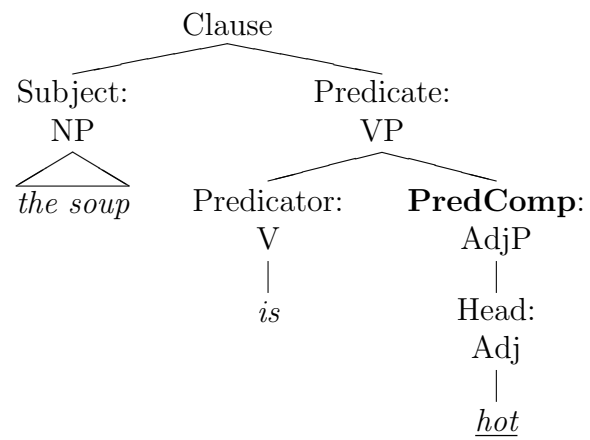 Clause
Subject: Predicate:
NP VP
the soup Predicator: PredComp:
V AdjP
is Head:
Adj
hot